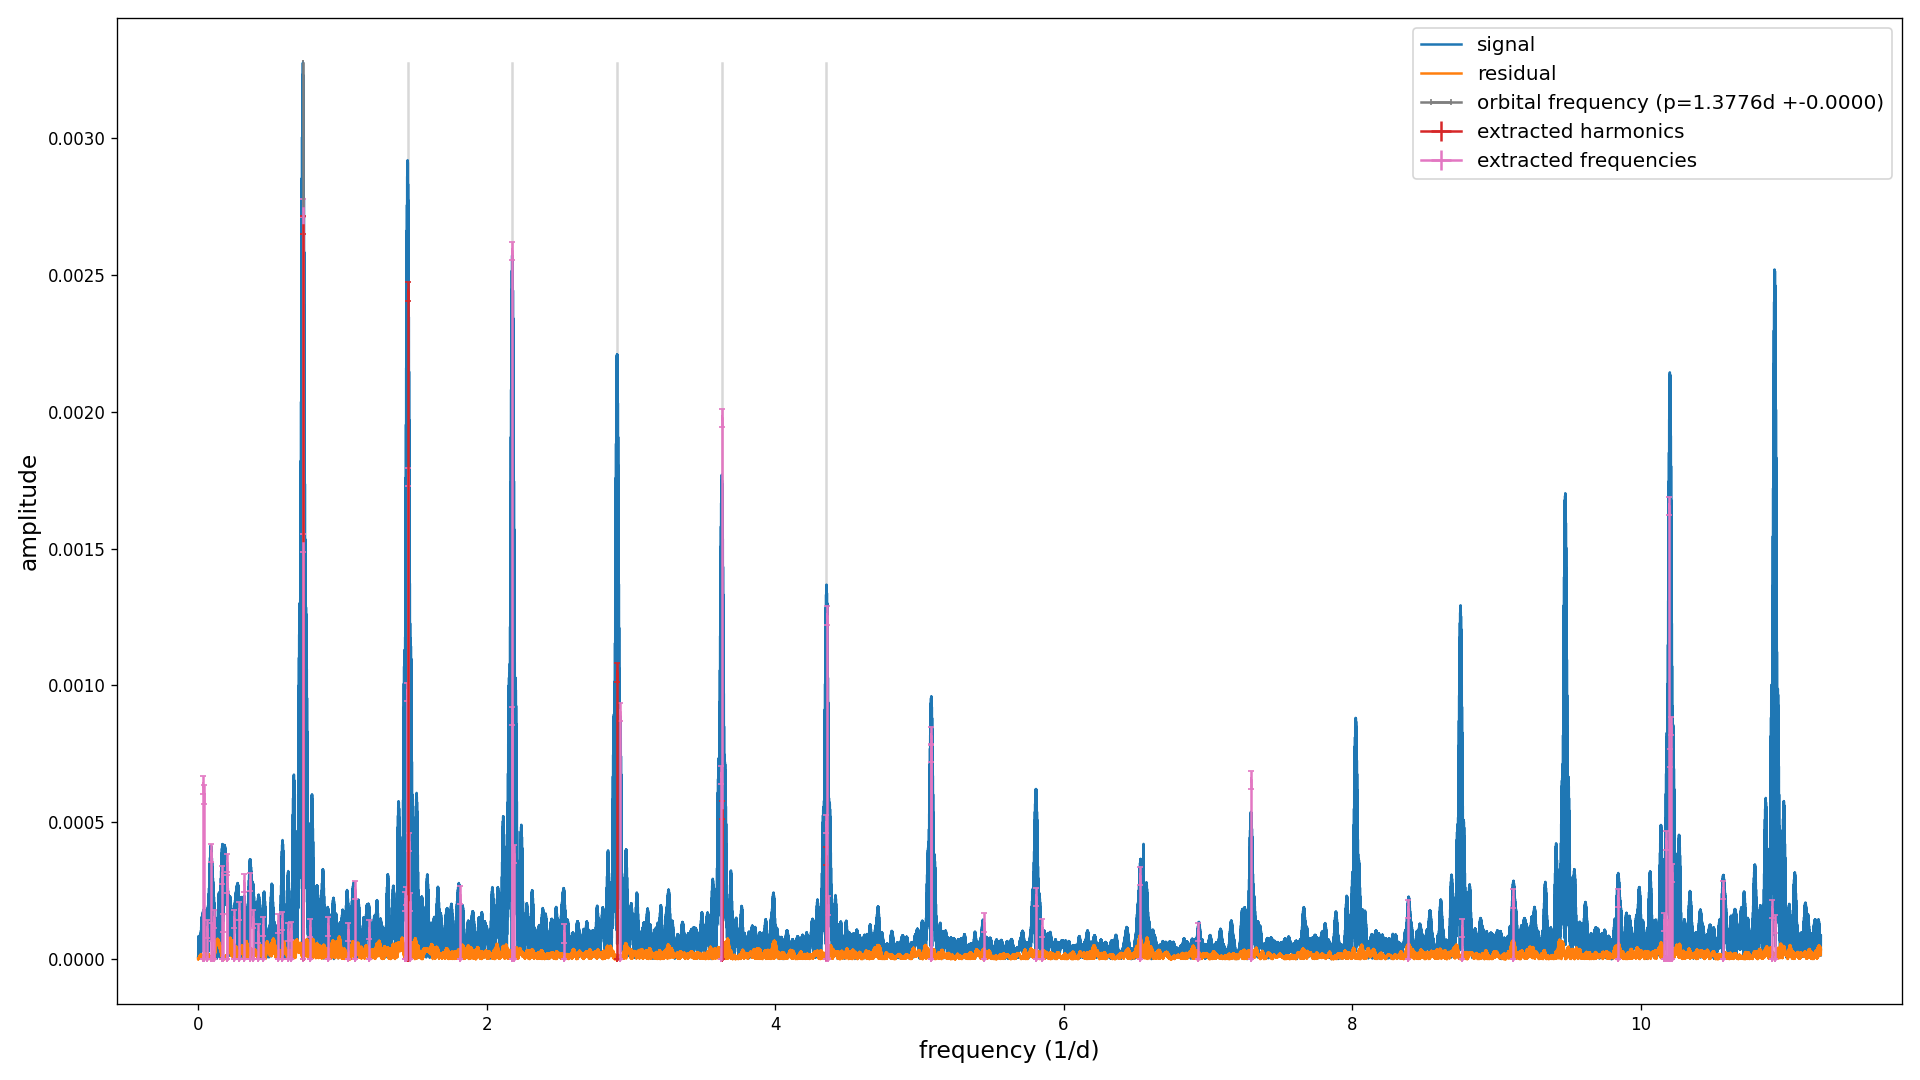 signal
residual
orbital frequency (p=1.3776d +-0.0000)
extracted harmonics
extracted frequencies
amplitude
0.0030
0.0025
0.0020
0.0015
0.0010
0.0005
0.0000
0 2 4 6 8 10
frequency (1/d)